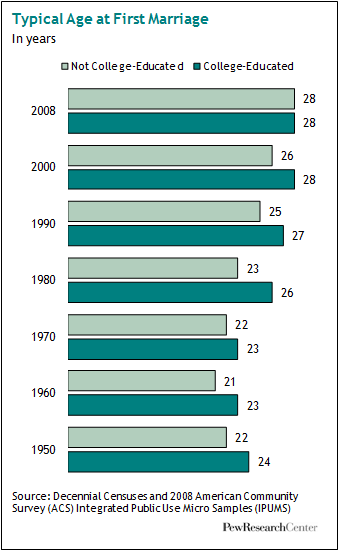 Typical Age at First Marriage
In years
Not College-Educated College-Educated
2008 28
28
2000 26
28
1990 25
27
1980 23
26
1970 22
23
1960 21
23
1950 22
24
Source: Decennial Censuses and 2008 American Community
Survey (ACS) Integrated Public Use Micro Samples (IPUMS)
PewResearchCenter